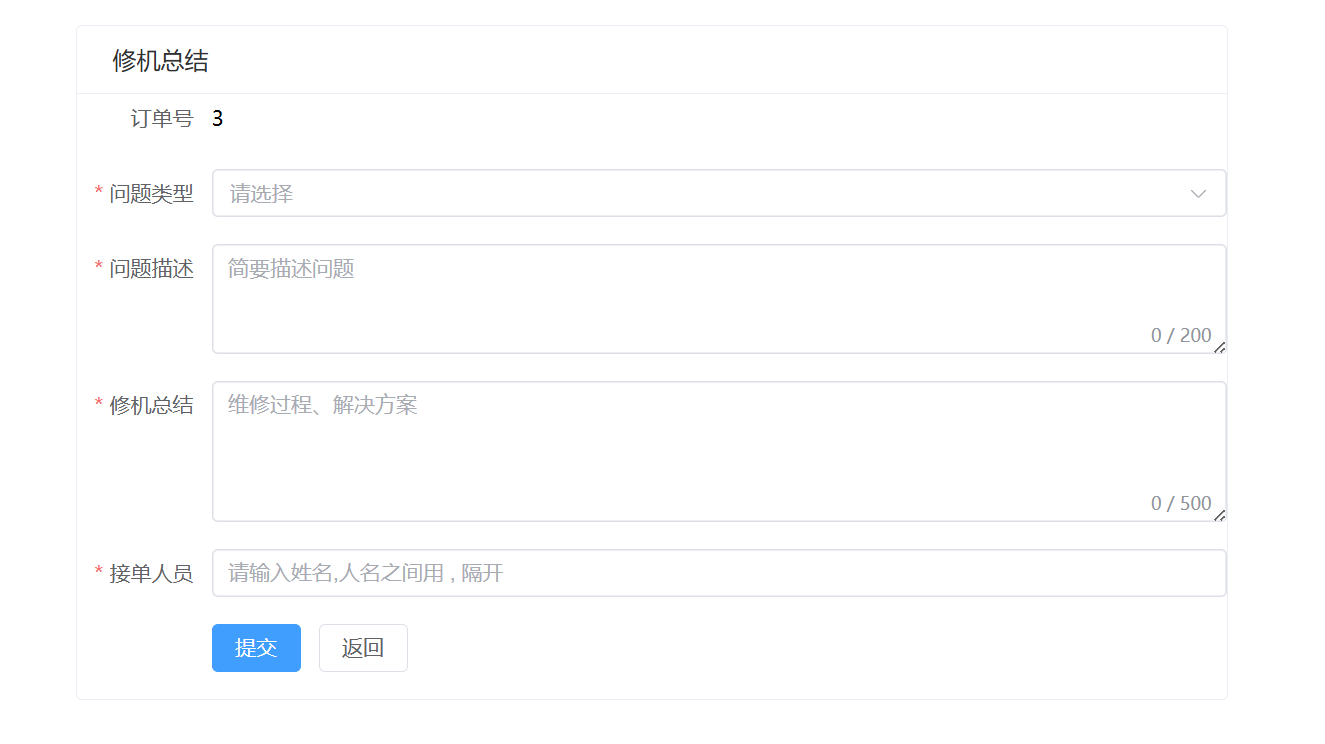 修机总结
订单号 3
* 问题类型 请选择
* 问题描述 简要描述问题
0 / 200
* 修机总结 维修过程、解决方案
0 / 500
* 接单人员 请输入姓名,人名之间用 , 隔开
提交 返回